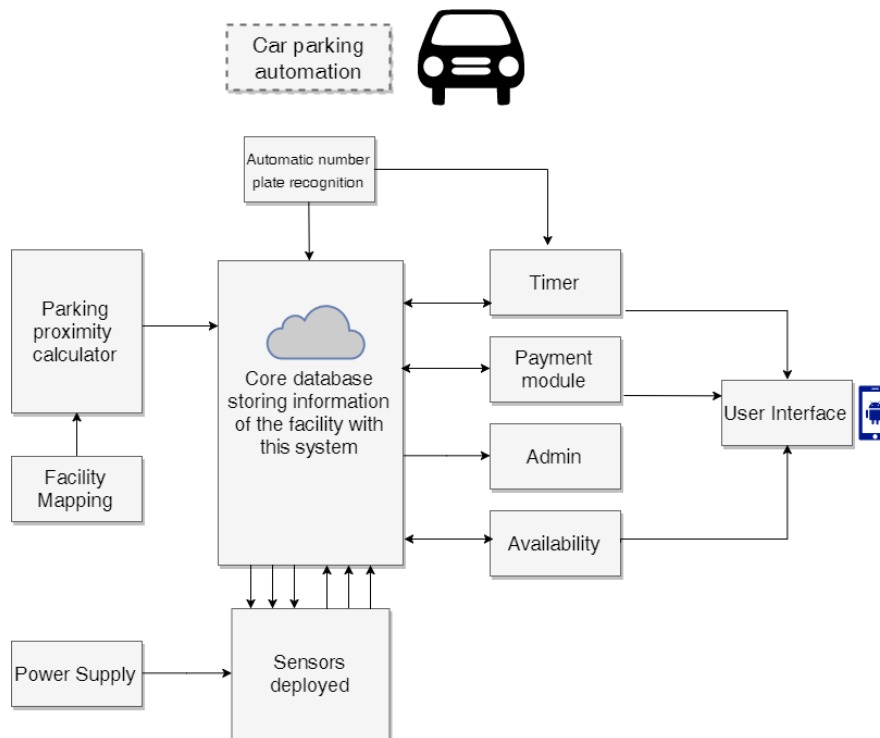 Car parking
automation
Automatic number
plate recognition
Parking
proximity
calculator
Core database
storing information
of the facility with
this system
Timer
Payment
module
User Interface
Admin
Facility
Mapping
Availability
Power Supply
Sensors
deployed